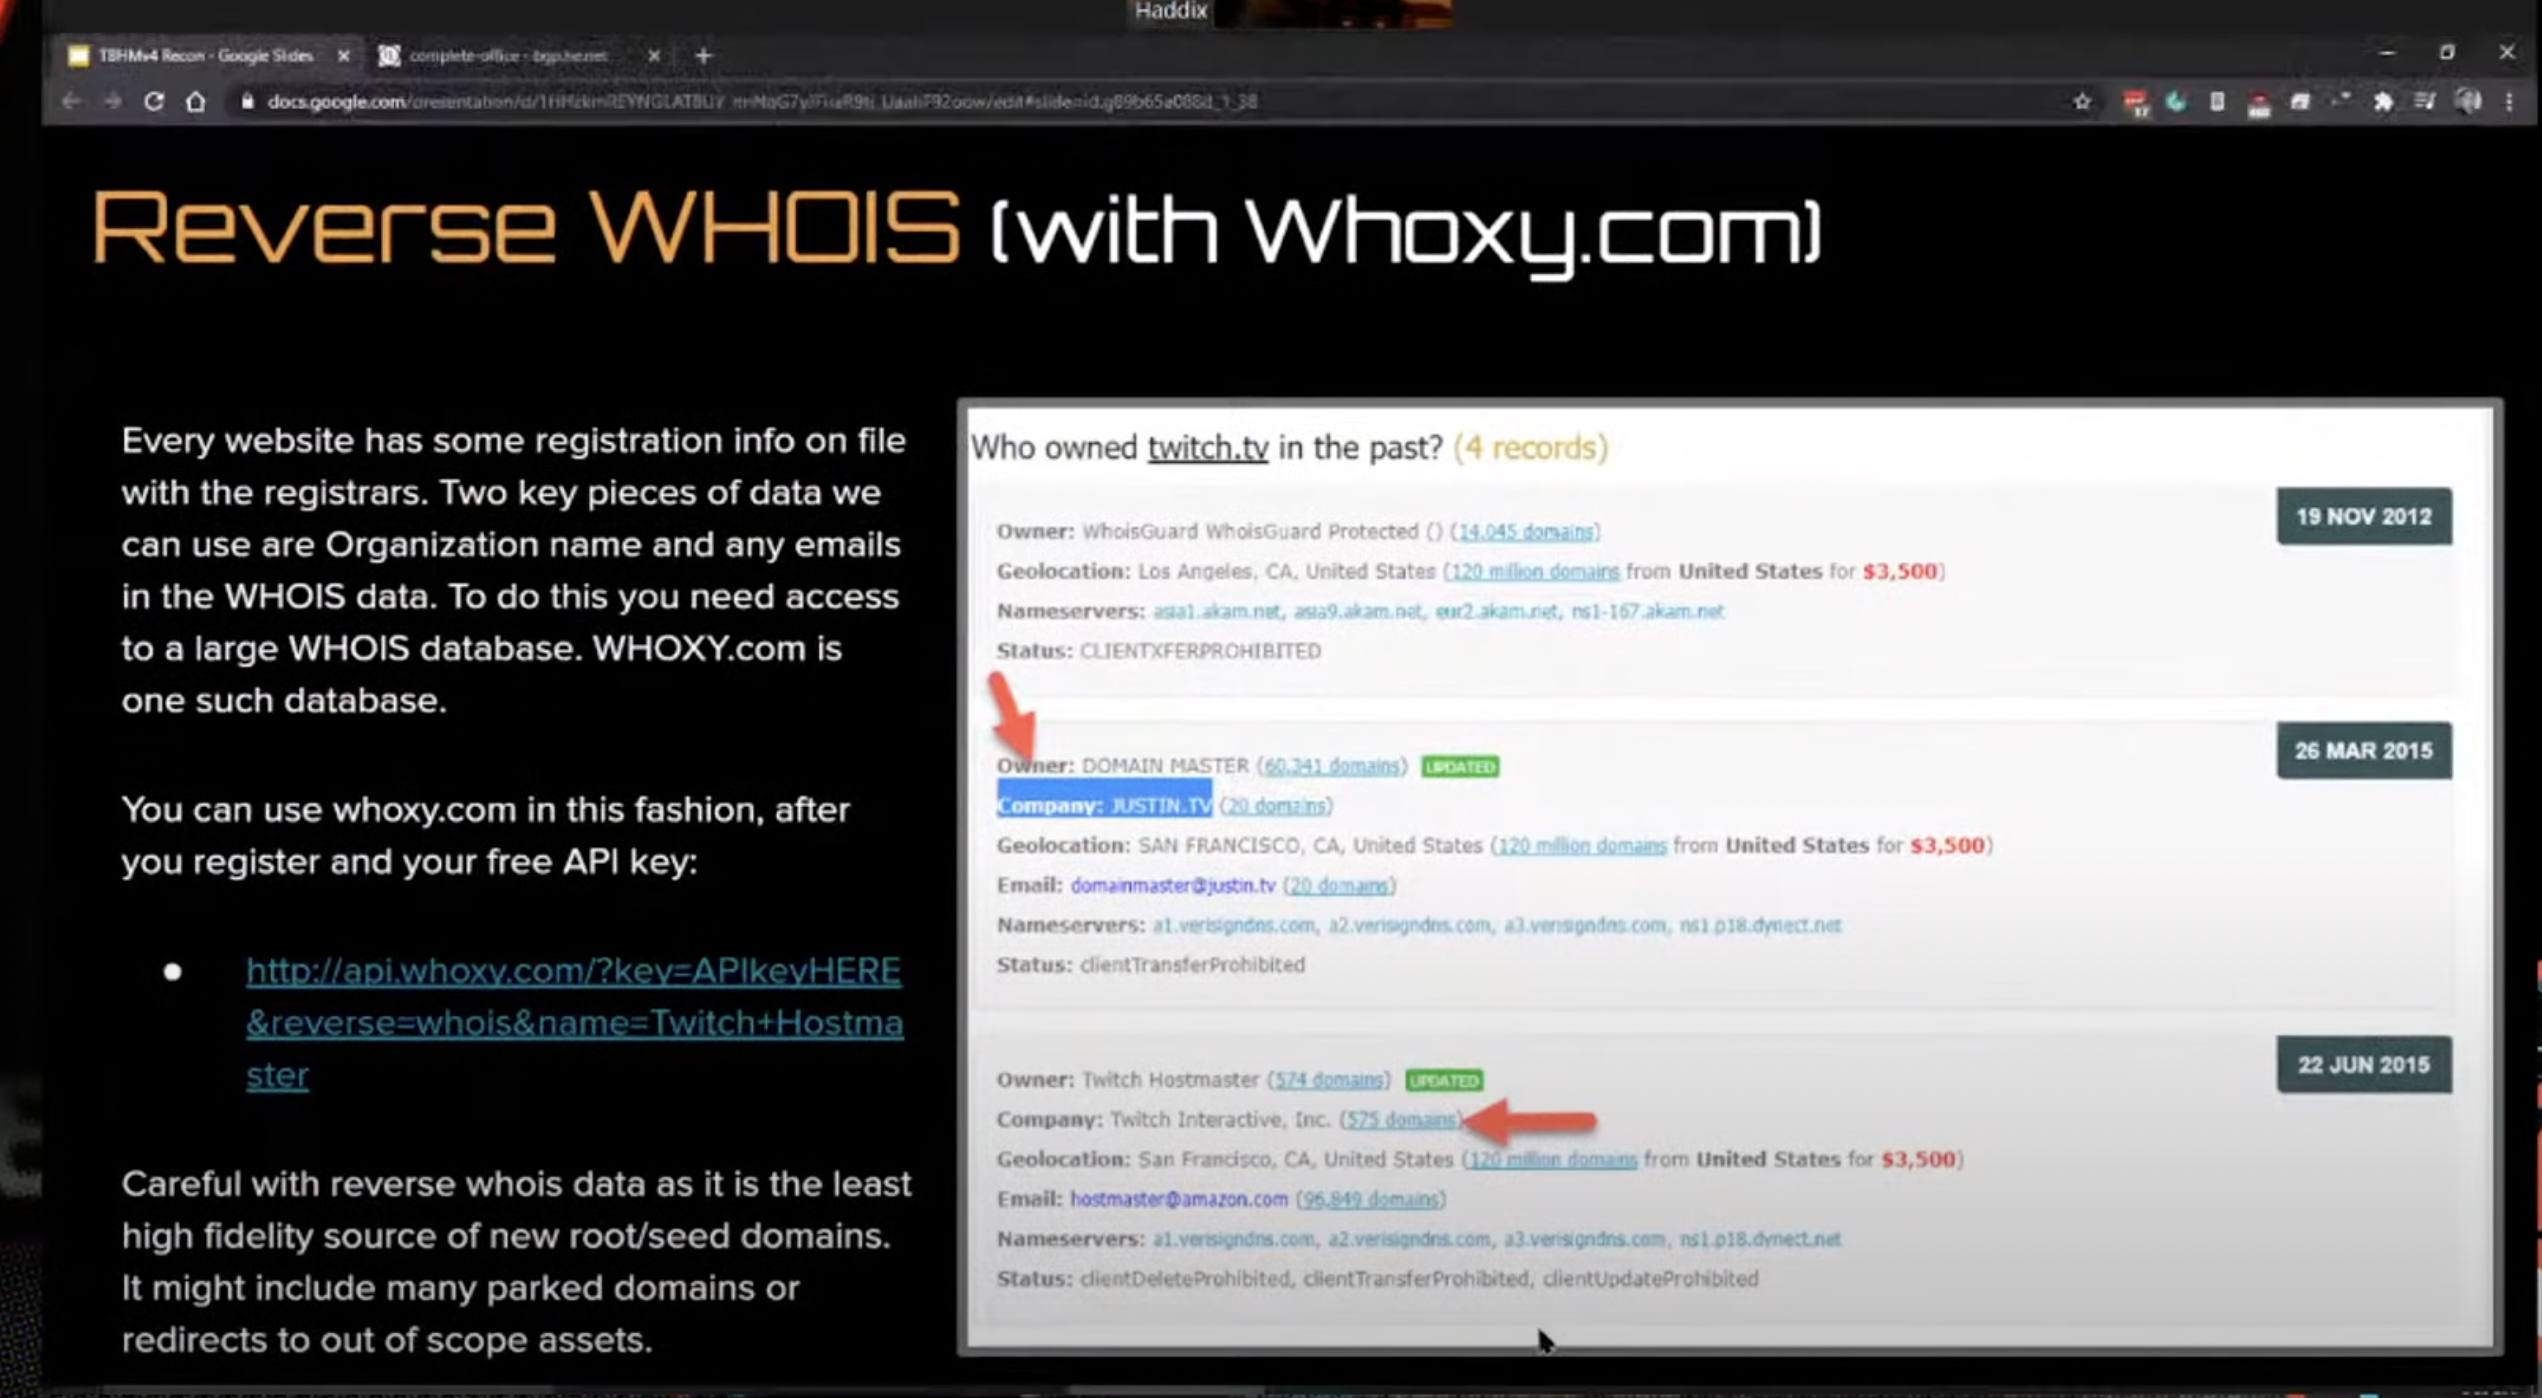 Haddix
TBHMv4 Recon - Google Slides
complete-office - bgp.he.net
Reverse WHOIS (with Whoxy.com)
Every website has some registration info on file
with the registrars. Two key pieces of data we
can use are Organization name and any emails
in the WHOIS data. To do this you need access
to a large WHOIS database. WHOXY.com is
one such database.
You can use whoxy.com in this fashion, after
you register and your free API key:
● http://api.whoxy.com/?key=APIkeyHERE
&reverse=whois&name=Twitch+Hostma
ster
Careful with reverse whois data as it is the least
high fidelity source of new root/seed domains.
It might include many parked domains or
redirects to out of scope assets.
Who owned twitch.tv in the past? (4 records)
19 NOV 2012
Owner: WhoisGuard WhoisGuard Protected () (14,045 domains)
Geolocation: Los Angeles, CA, United States (120 million domains from United States for $3,500)
Nameservers: asia1.akam.net, asia9.akam.net, eur2.akam.net, ns1-167.akam.net
Status: CLIENTXFERPROHIBITED
26 MAR 2015
Owner: DOMAIN MASTER (60,341 domains) UPDATED
Company: JUSTIN.TV (20 domains)
Geolocation: SAN FRANCISCO, CA, United States (120 million domains from United States for $3,500)
Email: domainmaster@justin.tv (20 domains)
Nameservers: a1.verisigndns.com, a2.verisigndns.com, a3.verisigndns.com, ns1.p18.dynect.net
Status: clientTransferProhibited
22 JUN 2015
Owner: Twitch Hostmaster (574 domains) UPDATED
Company: Twitch Interactive, Inc. (575 domains)
Geolocation: San Francisco, CA, United States (120 million domains from United States for $3,500)
Email: hostmaster@amazon.com (96,849 domains)
Nameservers: a1.verisigndns.com, a2.verisigndns.com, a3.verisigndns.com, ns1.p18.dynect.net
Status: clientDeleteProhibited, clientTransferProhibited, clientUpdateProhibited